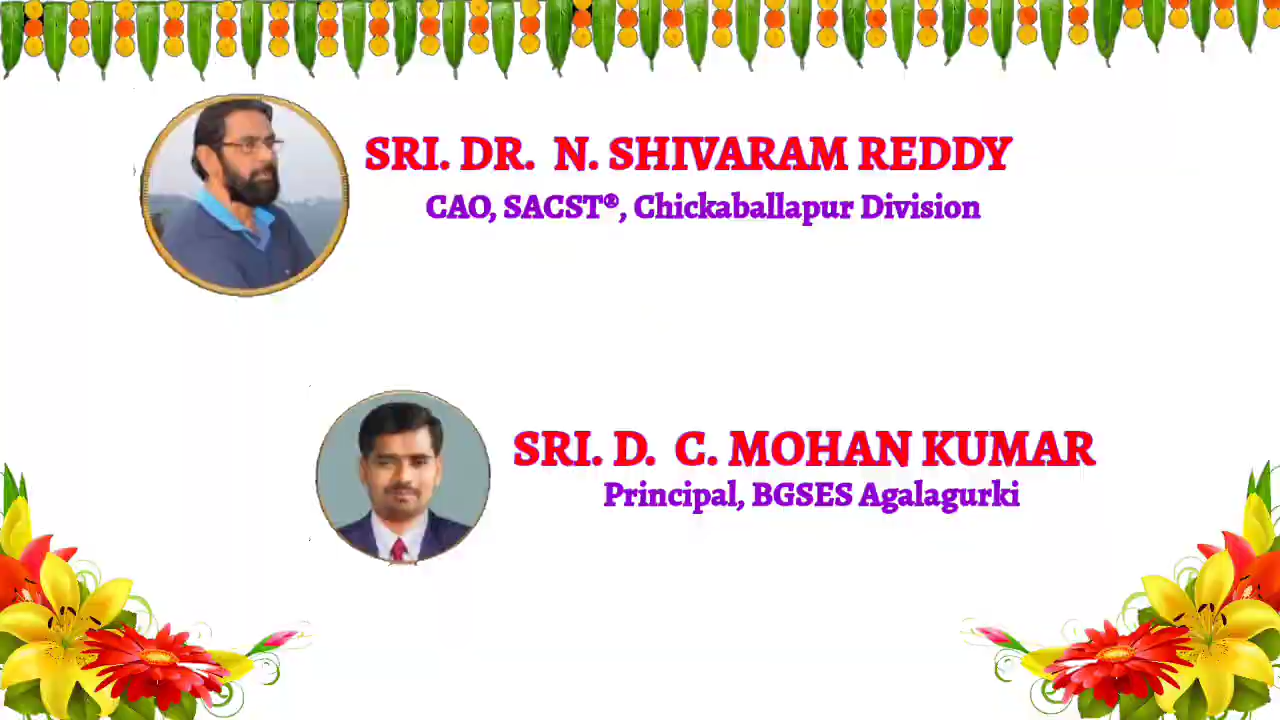 SRI. DR. N. SHIVARAM REDDY
CAO, SACST®, Chickaballapur Division
SRI. D. C. MOHAN KUMAR
Principal, BGSES Agalagurki